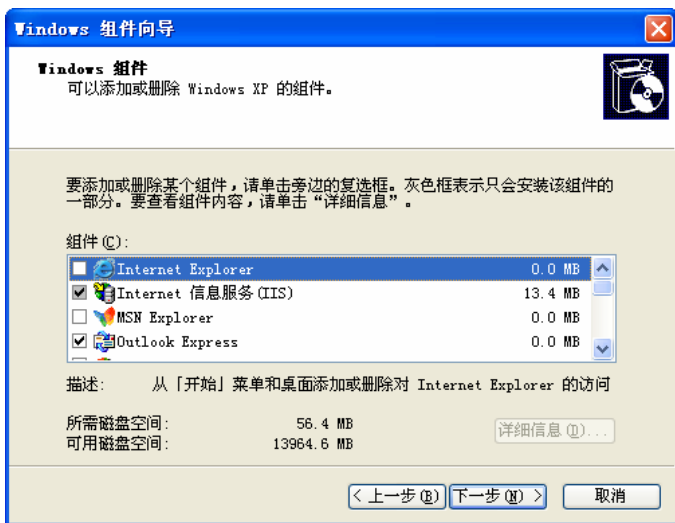 Windows 组件向导
Windows 组件
可以添加或删除 Windows XP 的组件。
要添加或删除某个组件，请单击旁边的复选框。灰色框表示只会安装该组件的
一部分。要查看组件内容，请单击“详细信息”。
组件(C):
Internet Explorer 0.0 MB
Internet 信息服务(IIS) 13.4 MB
MSN Explorer 0.0 MB
Outlook Express 0.0 MB
描述: 从「开始」菜单和桌面添加或删除对 Internet Explorer 的访问
所需磁盘空间: 56.4 MB
可用磁盘空间: 13964.6 MB
详细信息(D)...
< 上一步(B) 下一步(N) > 取消